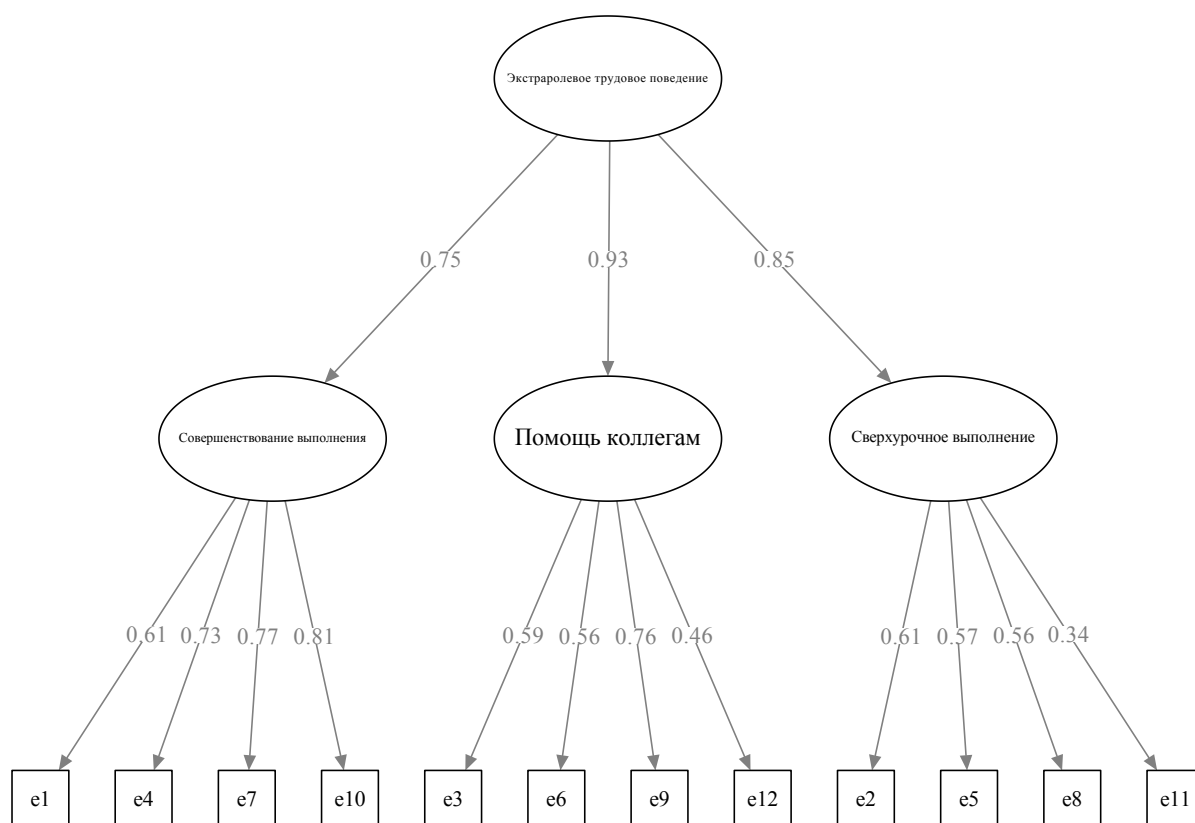 Экстраролевое трудовое поведение
0.75 0.93 0.85
Совершенствование выполнения
Помощь коллегам
Сверхурочное выполнение
0.61 0.73 0.77 0.81 0.59 0.56 0.76 0.46 0.61 0.57 0.56 0.34
e1 e4 e7 e10 e3 e6 e9 e12 e2 e5 e8 e11